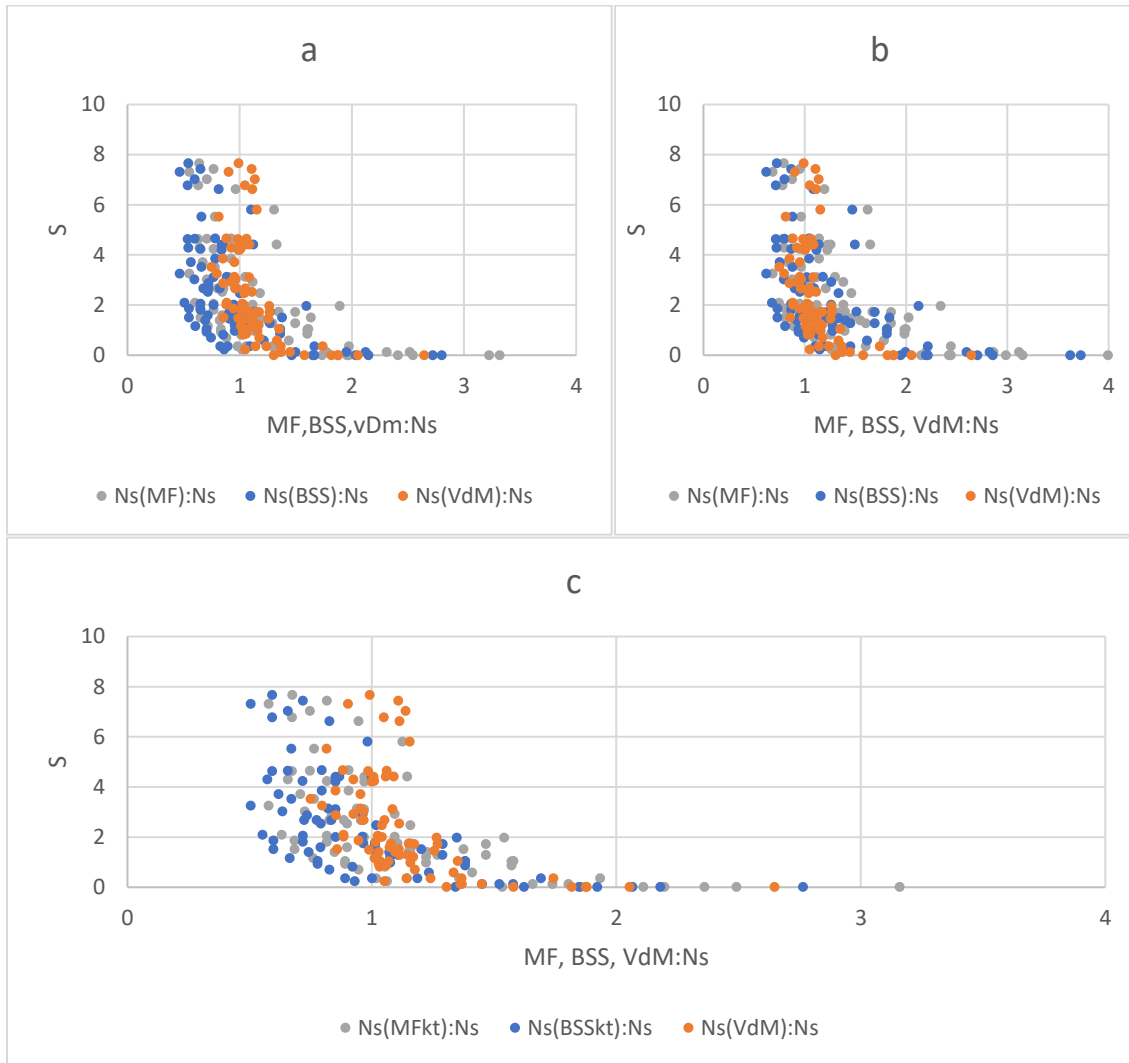 a
10
8
6
4
2
0
S
0 1 2 3 4
MF,BSS,vDm:Ns
Ns(MF):Ns Ns(BSS):Ns Ns(VdM):Ns
b
10
8
6
4
2
0
S
0 1 2 3 4
MF, BSS, VdM:Ns
Ns(MF):Ns Ns(BSS):Ns Ns(VdM):Ns
c
10
8
6
4
2
0
S
0 1 2 3 4
MF, BSS, VdM:Ns
Ns(MFkt):Ns Ns(BSSkt):Ns Ns(VdM):Ns